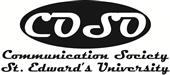 COSO
Communication Society
St. Edward's University